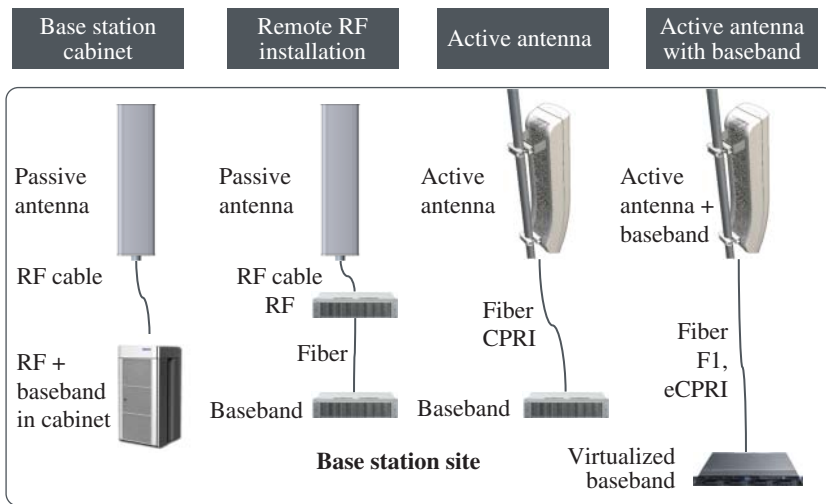 Base station
cabinet
Remote RF
installation
Active antenna
Active antenna
with baseband
Passive
antenna
RF cable
RF +
baseband
in cabinet
Passive
antenna
RF cable
RF
Fiber
Baseband
Active
antenna
Fiber
CPRI
Baseband
Active
antenna +
baseband
Fiber
F1,
eCPRI
Virtualized
baseband
Base station site